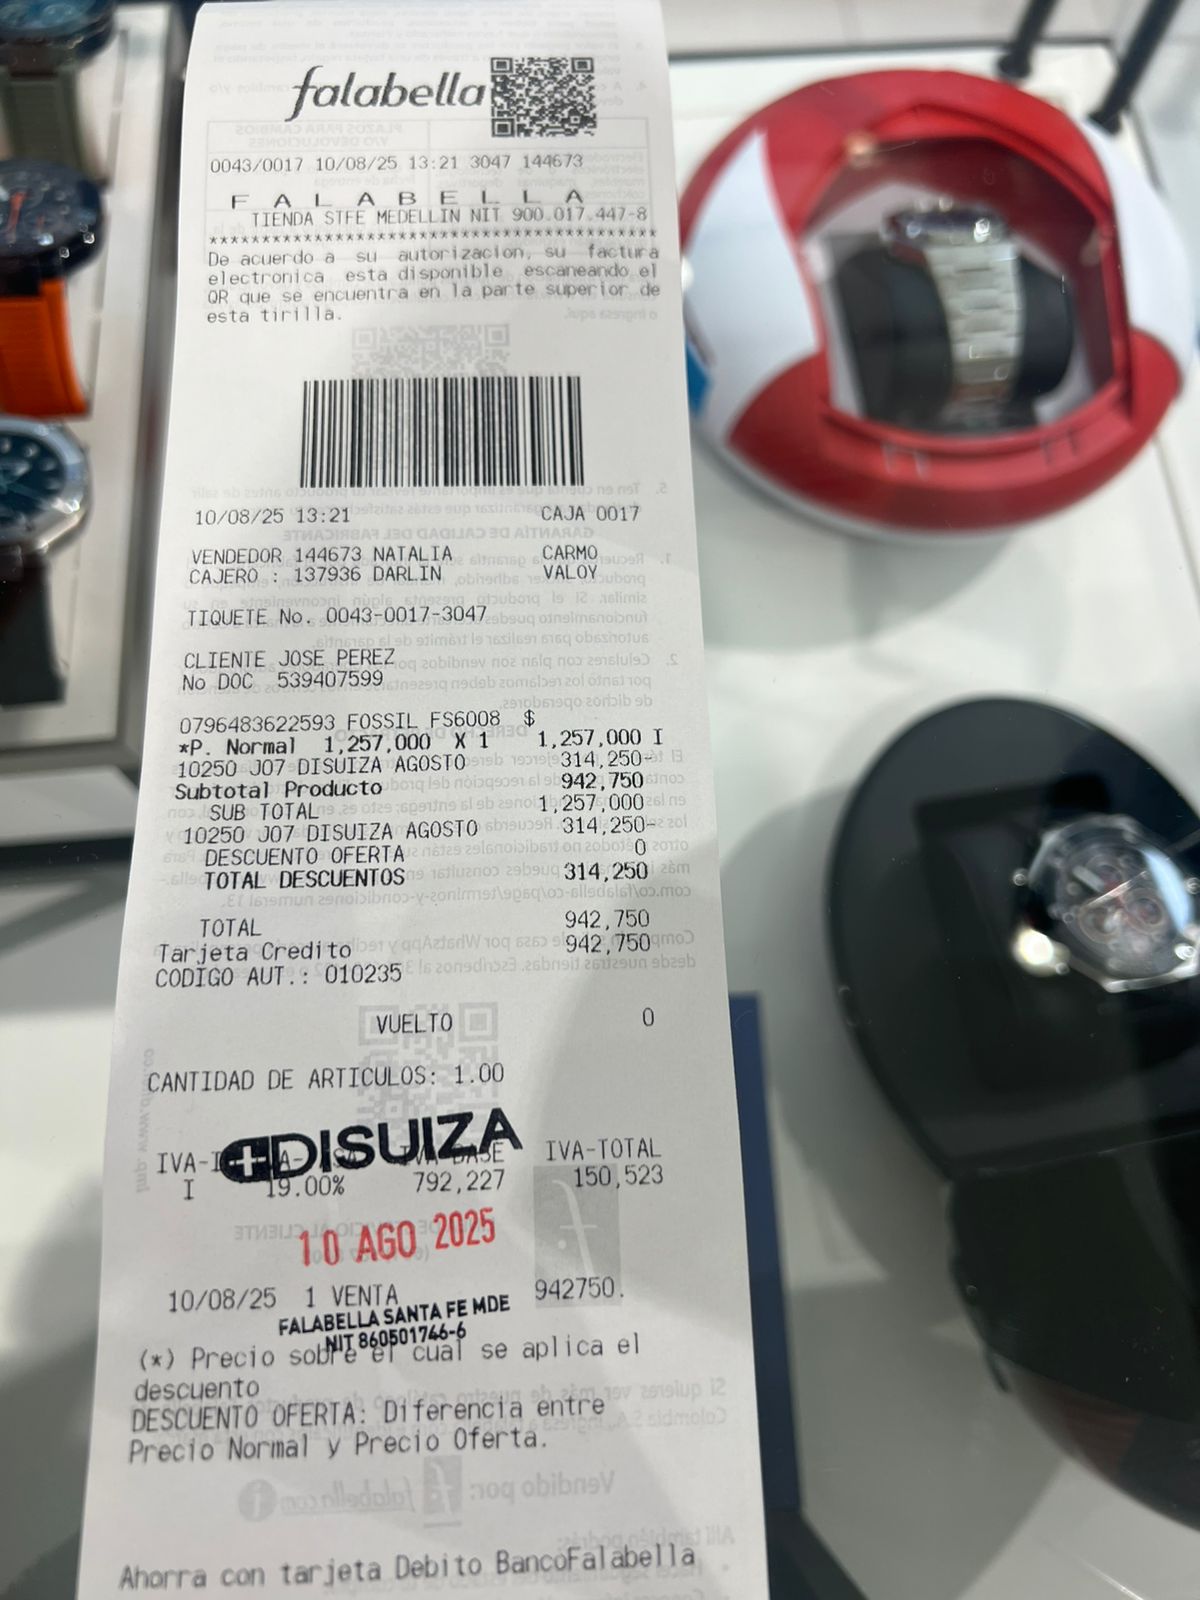 falabella
0043/0017 10/08/25 13:21 3047 144673
F A L A B E L L A
TIENDA STFE MEDELLIN NIT 900.017.447-8
******************************************
De acuerdo a su autorizacion, su factura
electronica esta disponible escaneando el
QR que se encuentra en la parte superior de
esta tirilla.
10/08/25 13:21 CAJA 0017
VENDEDOR 144673 NATALIA CARMO
CAJERO : 137936 DARLIN VALOY
TIQUETE No. 0043-0017-3047
CLIENTE JOSE PEREZ
No DOC 539407599
0796483622593 FOSSIL FS6008 $
*P. Normal 1,257,000 X 1 1,257,000 I
10250 J07 DISUIZA AGOSTO 314,250-
Subtotal Producto 942,750
SUB TOTAL 1,257,000
10250 J07 DISUIZA AGOSTO 314,250-
DESCUENTO OFERTA 0
TOTAL DESCUENTOS 314,250
TOTAL 942,750
Tarjeta Credito 942,750
CODIGO AUT.: 010235
VUELTO 0
CANTIDAD DE ARTICULOS: 1.00
DISUIZA
IVA-TOTAL
I 19.00% 792,227 150,523
10 AGO 2025
10/08/25 1 VENTA 942750.
FALABELLA SANTA FE MDE
NIT 860501746-6
(*) Precio sobre el cual se aplica el
descuento
DESCUENTO OFERTA: Diferencia entre
Precio Normal y Precio Oferta.
Ahorra con tarjeta Debito BancoFalabella